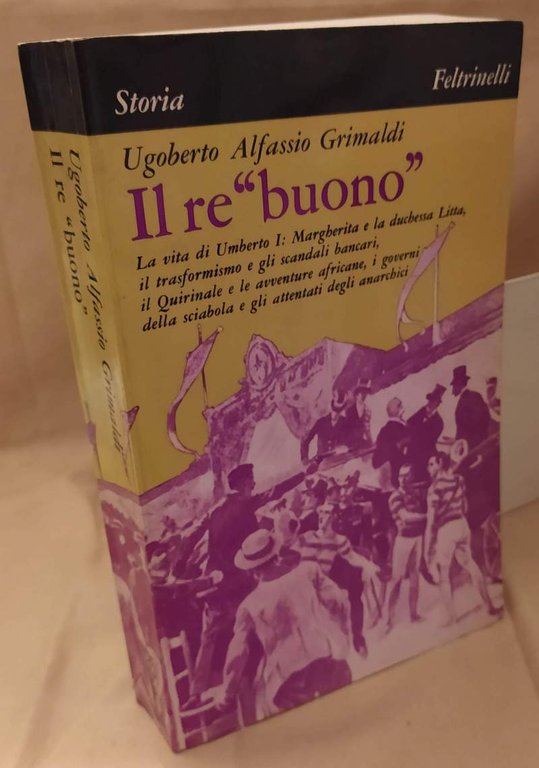 Storia
Feltrinelli
Ugoberto Alfassio Grimaldi
Il re “buono”
La vita di Umberto I: Margherita e la duchessa Litta,
il trasformismo e gli scandali bancari,
il Quirinale e le avventure africane, i governi
della sciabola e gli attentati degli anarchici
Ugoberto Alfassio Grimaldi
Il re “buono”